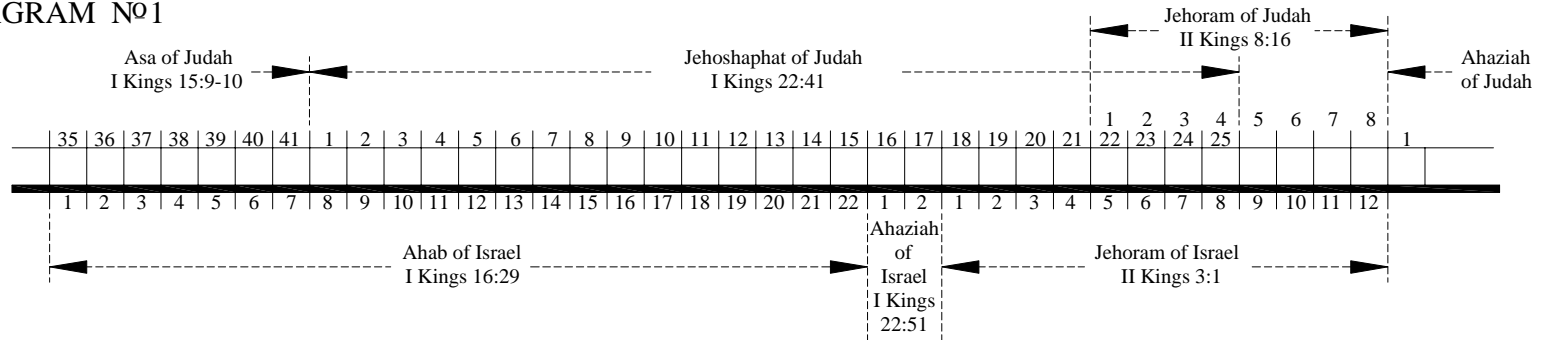 GRAM Nº1
Jehoram of Judah
II Kings 8:16
Asa of Judah
I Kings 15:9-10
Jehoshaphat of Judah
I Kings 22:41
Ahaziah
of Judah
1 2 3 4 5 6 7 8
35 36 37 38 39 40 41 1 2 3 4 5 6 7 8 9 10 11 12 13 14 15 16 17 18 19 20 21 22 23 24 25 1
1 2 3 4 5 6 7 8 9 10 11 12 13 14 15 16 17 18 19 20 21 22 1 2 1 2 3 4 5 6 7 8 9 10 11 12
Ahab of Israel
I Kings 16:29
Ahaziah
of
Israel
I Kings
22:51
Jehoram of Israel
II Kings 3:1